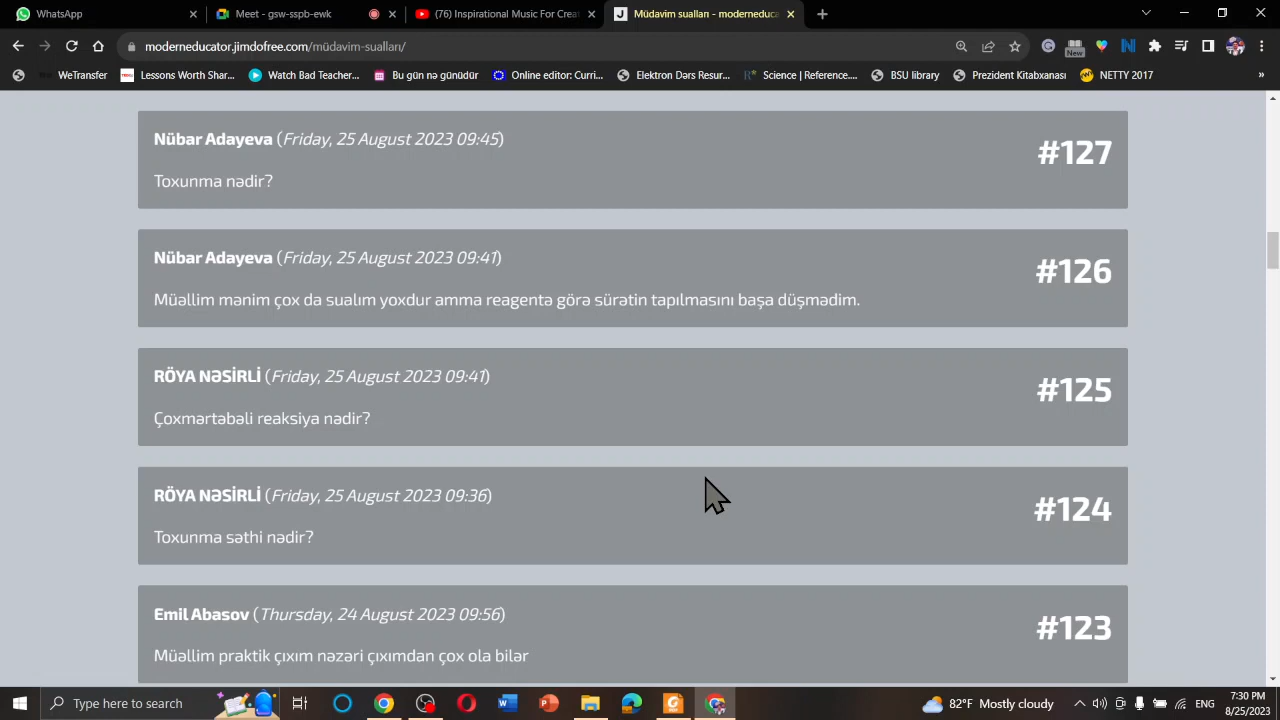 WhatsApp
Meet - gsw-sspb-ewk
(76) Inspirational Music For Creat
Müdavim sualları - moderneduca
moderneducator.jimdofree.com/müdavim-sualları/
New
WeTransfer
Lessons Worth Shar...
Watch Bad Teacher...
Bu gün nə günüdür
Online employ Curri...
Elektron Dərs Resur...
Science | Reference....
BSU library
Prezident Kitabxanası
NETTY 2017
»
Nübar Adayeva (Friday, 25 August 2023 09:45)
#127
Toxunma nədir?
Nübar Adayeva (Friday, 25 August 2023 09:41)
#126
Müəllim mənim çox da sualım yoxdur amma reagentə görə sürətin tapılmasını başa düşmədim.
RÖYA NƏSİRLİ (Friday, 25 August 2023 09:41)
#125
Çoxmərtəbəli reaksiya nədir?
RÖYA NƏSİRLİ (Friday, 25 August 2023 09:36)
#124
Toxunma səthi nədir?
Emil Abasov (Thursday, 24 August 2023 09:56)
#123
Müəllim praktik çıxım nəzəri çıxımdan çox ola bilər
Type here to search
82°F Mostly cloudy
ENG
7:30 PM
8/25/2023